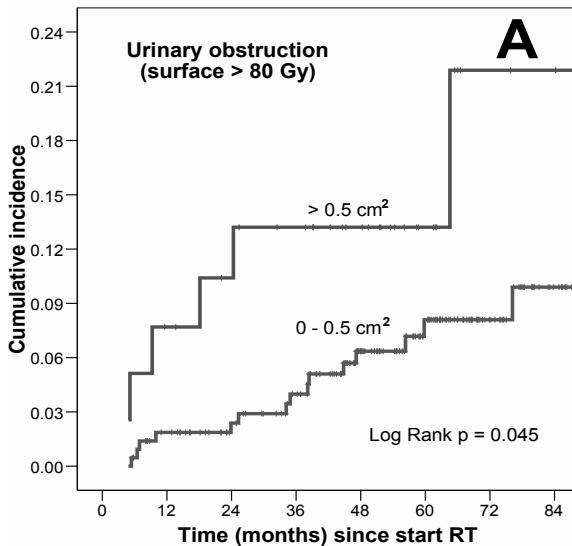 A
Urinary obstruction
(surface > 80 Gy)
Cumulative incidence
0.24
0.21
0.18
0.15
0.12
0.09
0.06
0.03
0.00
> 0.5 cm²
0 - 0.5 cm²
Log Rank p = 0.045
0 12 24 36 48 60 72 84
Time (months) since start RT